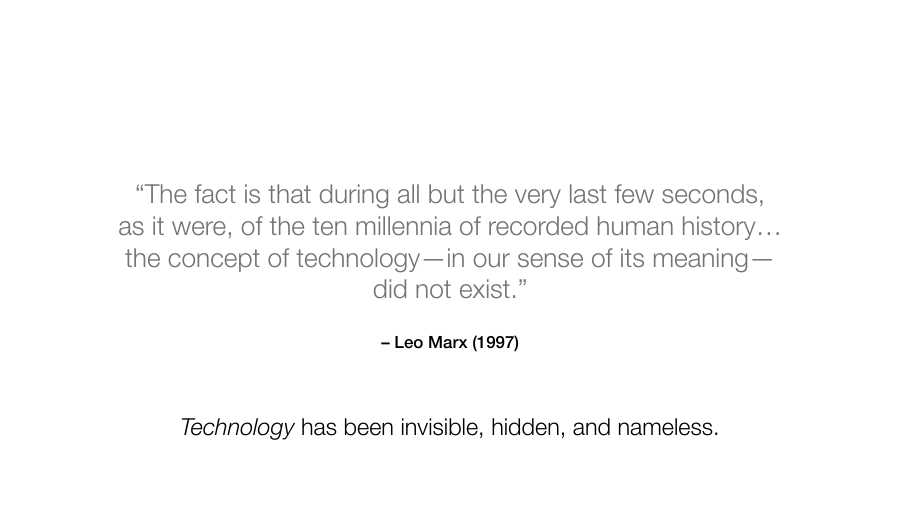 “The fact is that during all but the very last few seconds,
as it were, of the ten millennia of recorded human history…
the concept of technology—in our sense of its meaning—
did not exist.”
– Leo Marx (1997)
Technology has been invisible, hidden, and nameless.